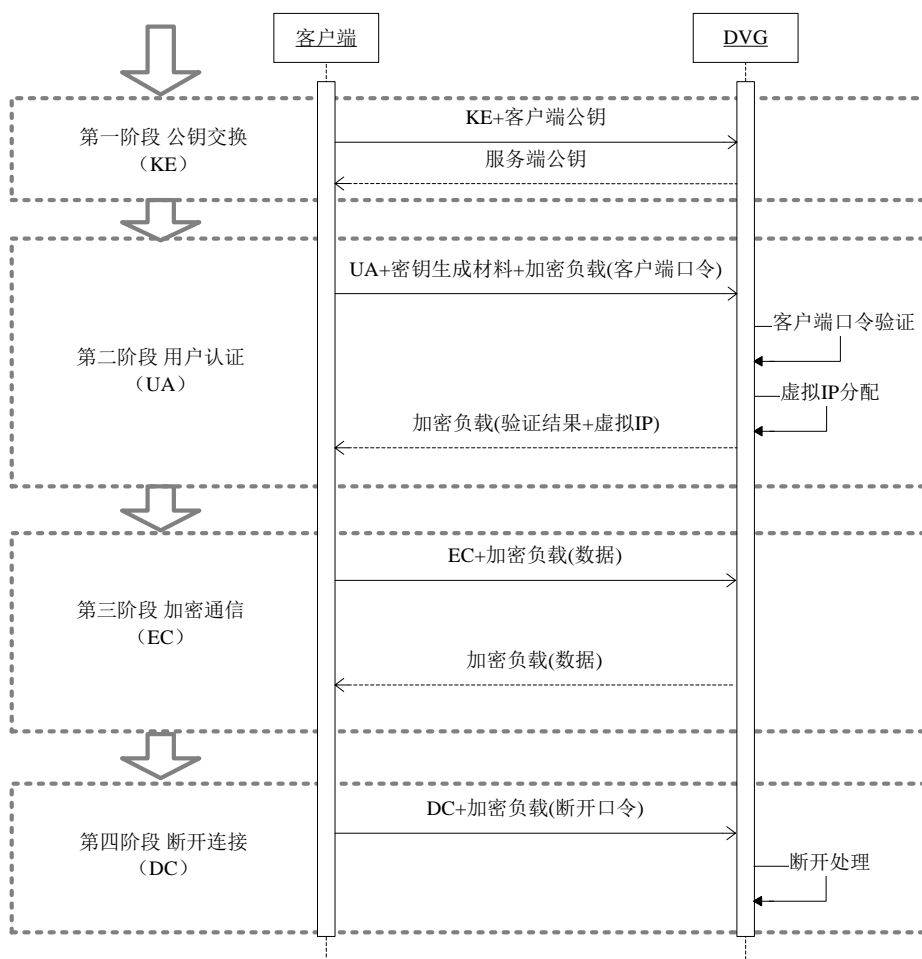 客户端
DVG
第一阶段 公钥交换
（KE）
KE+客户端公钥
服务端公钥
第二阶段 用户认证
（UA）
UA+密钥生成材料+加密负载(客户端口令)
客户端口令验证
虚拟IP分配
加密负载(验证结果+虚拟IP)
第三阶段 加密通信
（EC）
EC+加密负载(数据)
加密负载(数据)
第四阶段 断开连接
（DC）
DC+加密负载(断开口令)
断开处理